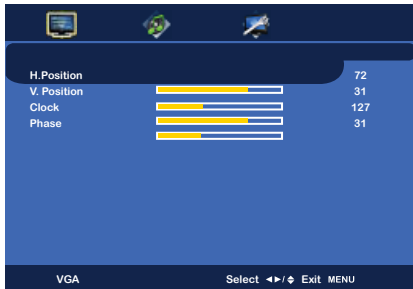 H.Position 72
V. Position 31
Clock 127
Phase 31
VGA Select ◄►/♦ Exit MENU